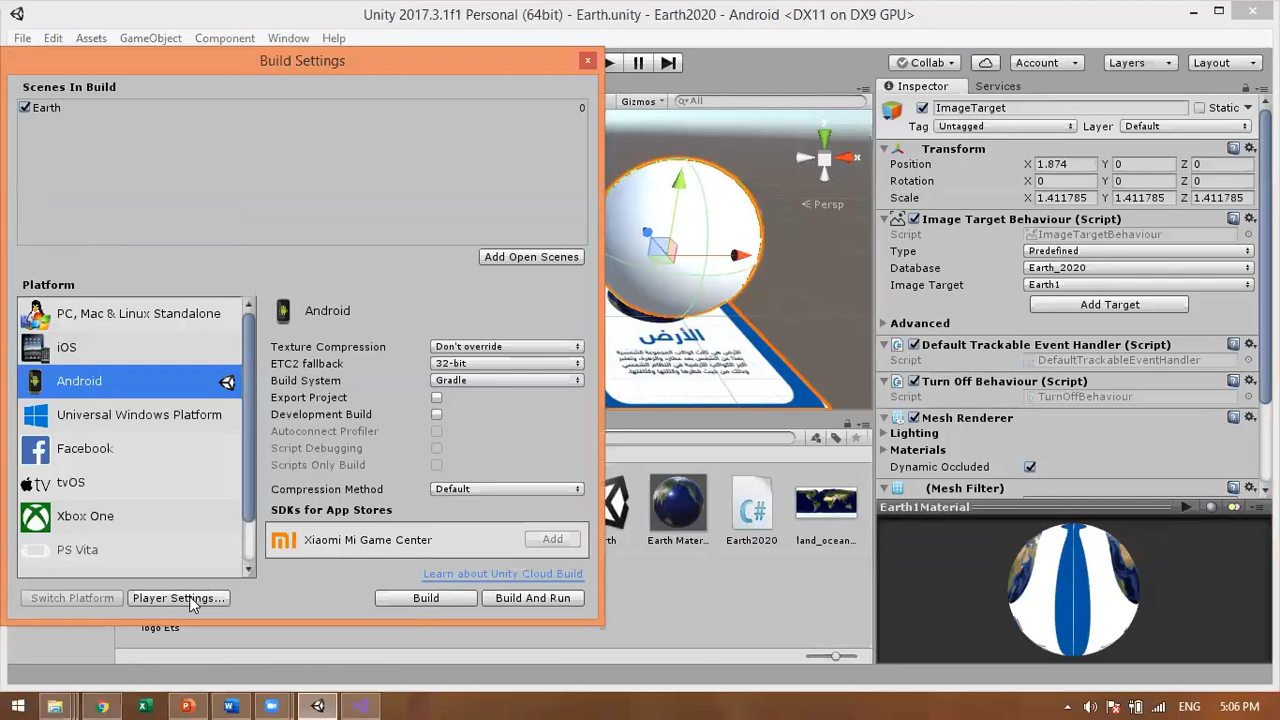 Unity 2017.3.1f1 Personal (64bit) - Earth.unity - Earth2020 - Android <DX11 on DX9 GPU>
File Edit Assets GameObject Component Window Help
Build Settings
Scenes In Build
Earth 0
Add Open Scenes
Platform
PC, Mac & Linux Standalone
iOS
Android
Universal Windows Platform
Facebook
tvOS
Xbox One
PS Vita
Android
Texture Compression Don't override
ETC2 fallback 32-bit
Build System Gradle
Export Project
Development Build
Autoconnect Profiler
Script Debugging
Scripts Only Build
Compression Method Default
SDKs for App Stores
Xiaomi Mi Game Center Add
Learn about Unity Cloud Build
Switch Platform Player Settings... Build Build And Run
logo Ets
Collab Account Layers Layout
Gizmos All
y
x
< Persp
الأرض
Earth Mater... Earth2020 land_ocean...
Inspector Services
ImageTarget Static
Tag Untagged Layer Default
Transform
Position X 1.874 Y 0 Z 0
Rotation X 0 Y 0 Z 0
Scale X 1.411785 Y 1.411785 Z 1.411785
Image Target Behaviour (Script)
Script ImageTargetBehaviour
Type Predefined
Database Earth_2020
Image Target Earth1
Add Target
Advanced
Default Trackable Event Handler (Script)
Script DefaultTrackableEventHandler
Turn Off Behaviour (Script)
Script TurnOffBehaviour
Mesh Renderer
Lighting
Materials
Dynamic Occluded
(Mesh Filter)
Earth1Material
ENG 5:06 PM